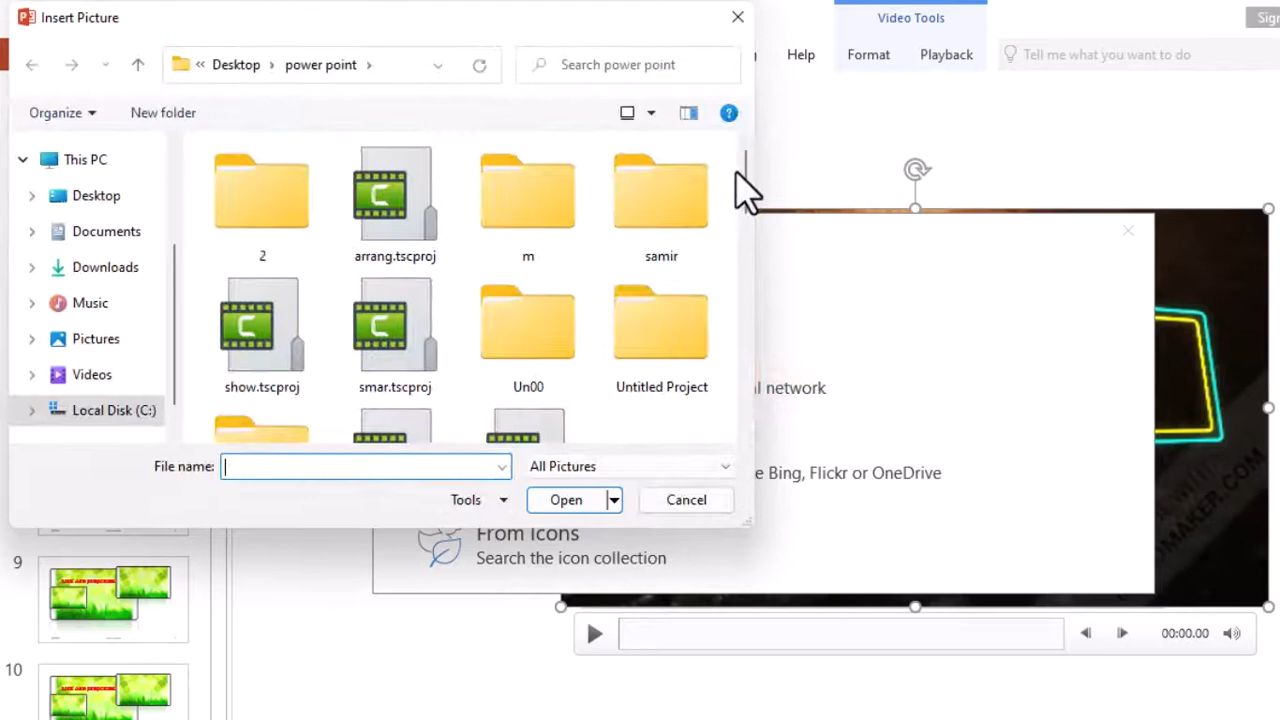 Insert Picture
Video Tools
Sig
Help
Format
Playback
Tell me what you want to do
« Desktop › power point ›
Search power point
Organize
New folder
This PC
Desktop
Documents
Downloads
Music
Pictures
Videos
Local Disk (C:)
2
arrang.tscproj
m
samir
show.tscproj
smar.tscproj
Un00
Untitled Project
File name:
All Pictures
Tools
Open
Cancel
l network
e Bing, Flickr or OneDrive
From Icons
Search the icon collection
9
10
00:00.00